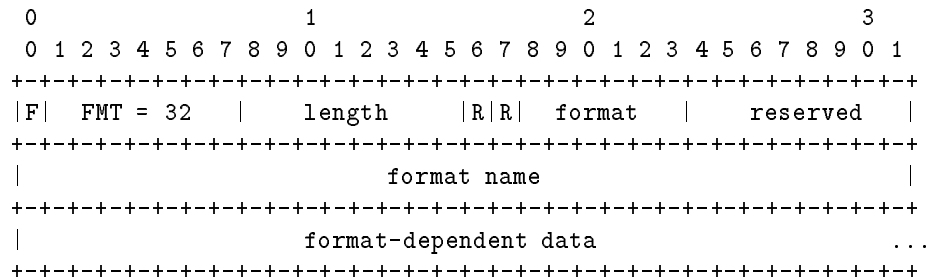 0                   1                   2                   3
0 1 2 3 4 5 6 7 8 9 0 1 2 3 4 5 6 7 8 9 0 1 2 3 4 5 6 7 8 9 0 1
+-+-+-+-+-+-+-+-+-+-+-+-+-+-+-+-+-+-+-+-+-+-+-+-+-+-+-+-+-+-+-+-+
|F|  FMT = 32   |    length     |R|R|  format   |    reserved   |
+-+-+-+-+-+-+-+-+-+-+-+-+-+-+-+-+-+-+-+-+-+-+-+-+-+-+-+-+-+-+-+-+
|                          format name                          |
+-+-+-+-+-+-+-+-+-+-+-+-+-+-+-+-+-+-+-+-+-+-+-+-+-+-+-+-+-+-+-+-+
|                    format-dependent data                     ...
+-+-+-+-+-+-+-+-+-+-+-+-+-+-+-+-+-+-+-+-+-+-+-+-+-+-+-+-+-+-+-+-+